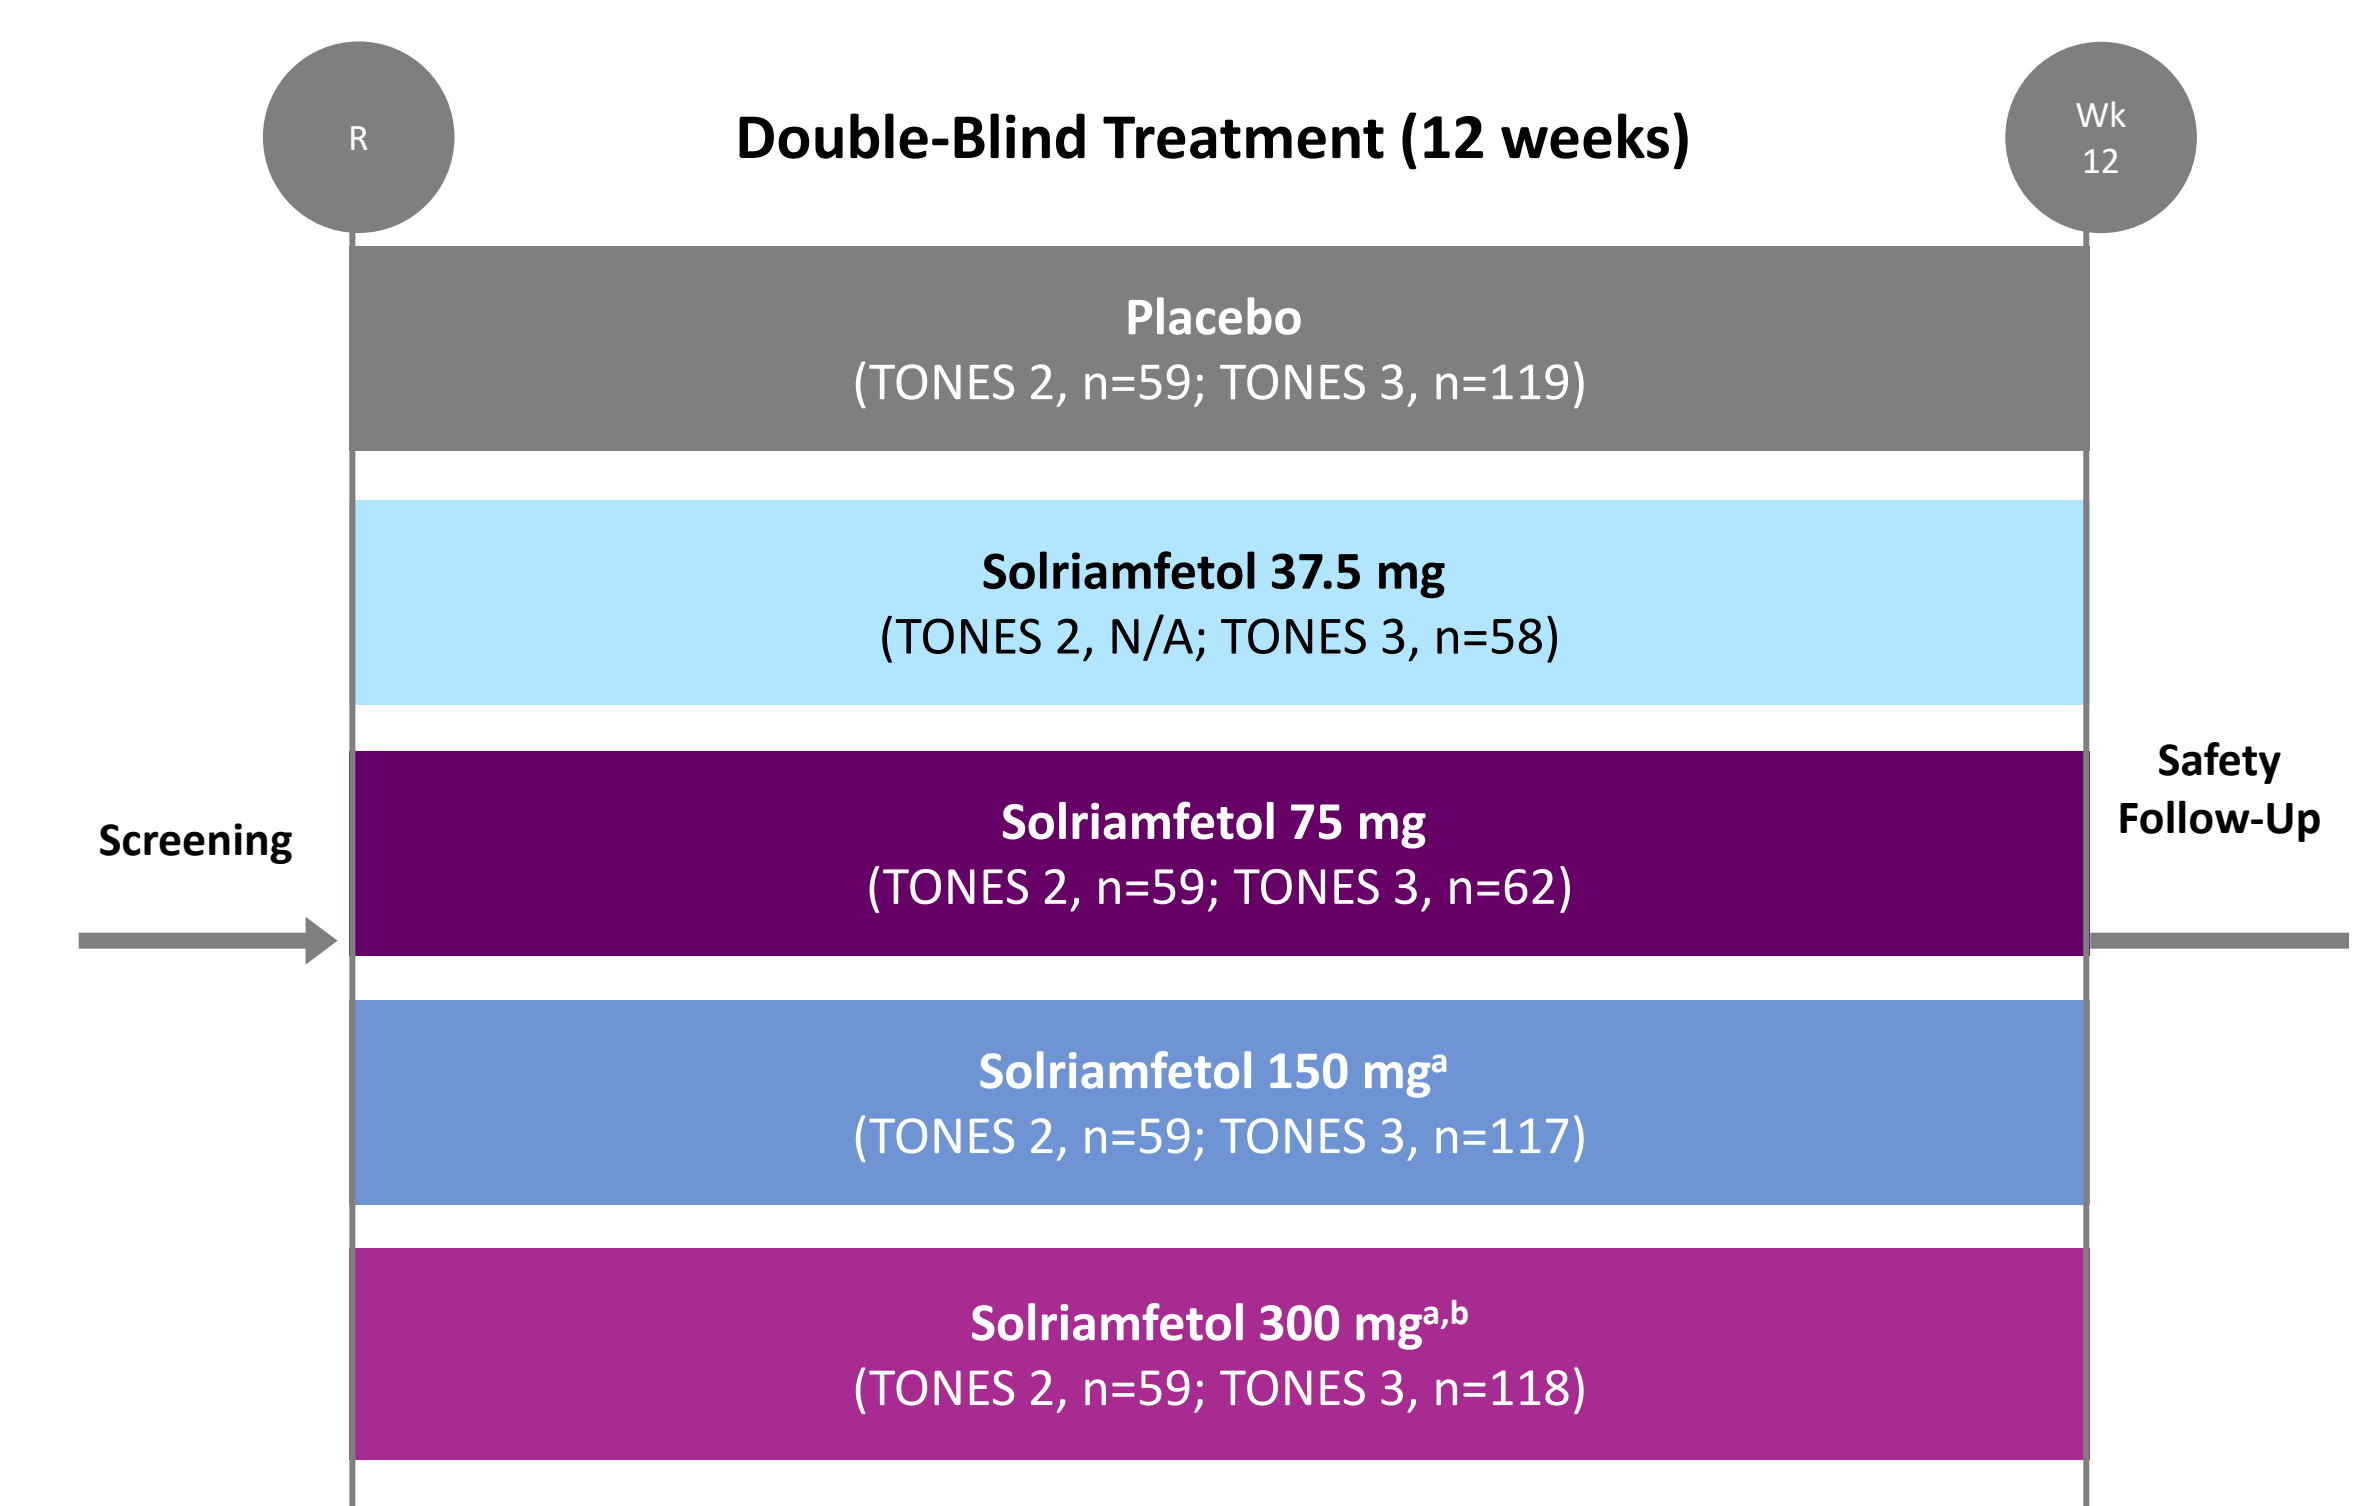 R
Double-Blind Treatment (12 weeks)
Wk
12
Placebo
(TONES 2, n=59; TONES 3, n=119)
Solriamfetol 37.5 mg
(TONES 2, N/A; TONES 3, n=58)
Screening
Solriamfetol 75 mg
(TONES 2, n=59; TONES 3, n=62)
Safety
Follow-Up
Solriamfetol 150 mgᵃ
(TONES 2, n=59; TONES 3, n=117)
Solriamfetol 300 mgᵃ,ᵇ
(TONES 2, n=59; TONES 3, n=118)